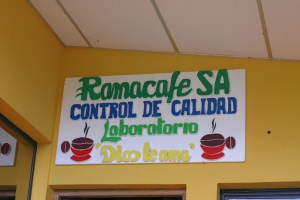 Ramacafe SA
CONTROL DE CALIDAD
Laboratorio
"Dios te ama"